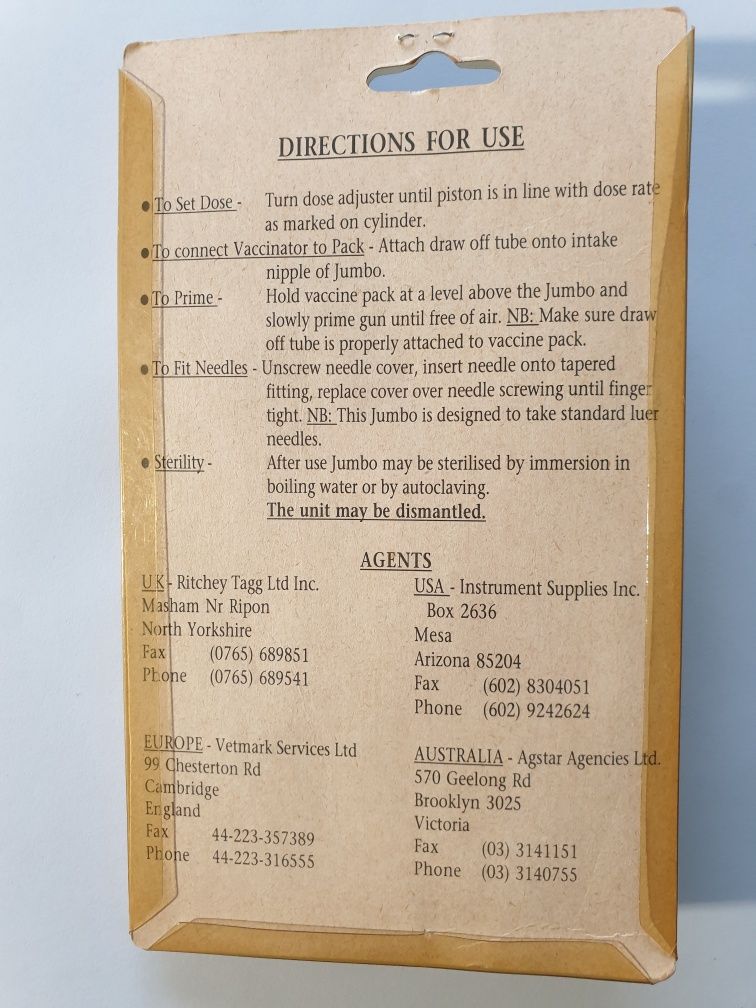 DIRECTIONS FOR USE
● To Set Dose - Turn dose adjuster until piston is in line with dose rate
as marked on cylinder.
● To connect Vaccinator to Pack - Attach draw off tube onto intake
nipple of Jumbo.
● To Prime - Hold vaccine pack at a level above the Jumbo and
slowly prime gun until free of air. NB: Make sure draw
off tube is properly attached to vaccine pack.
● To Fit Needles - Unscrew needle cover, insert needle onto tapered
fitting, replace cover over needle screwing until finger
tight. NB: This Jumbo is designed to take standard luer
needles.
● Sterility - After use Jumbo may be sterilised by immersion in
boiling water or by autoclaving.
The unit may be dismantled.
AGENTS
UK - Ritchey Tagg Ltd Inc.
Masham Nr Ripon
North Yorkshire
Fax (0765) 689851
Phone (0765) 689541
USA - Instrument Supplies Inc.
Box 2636
Mesa
Arizona 85204
Fax (602) 8304051
Phone (602) 9242624
EUROPE - Vetmark Services Ltd
99 Chesterton Rd
Cambridge
England
Fax 44-223-357389
Phone 44-223-316555
AUSTRALIA - Agstar Agencies Ltd.
570 Geelong Rd
Brooklyn 3025
Victoria
Fax (03) 3141151
Phone (03) 3140755